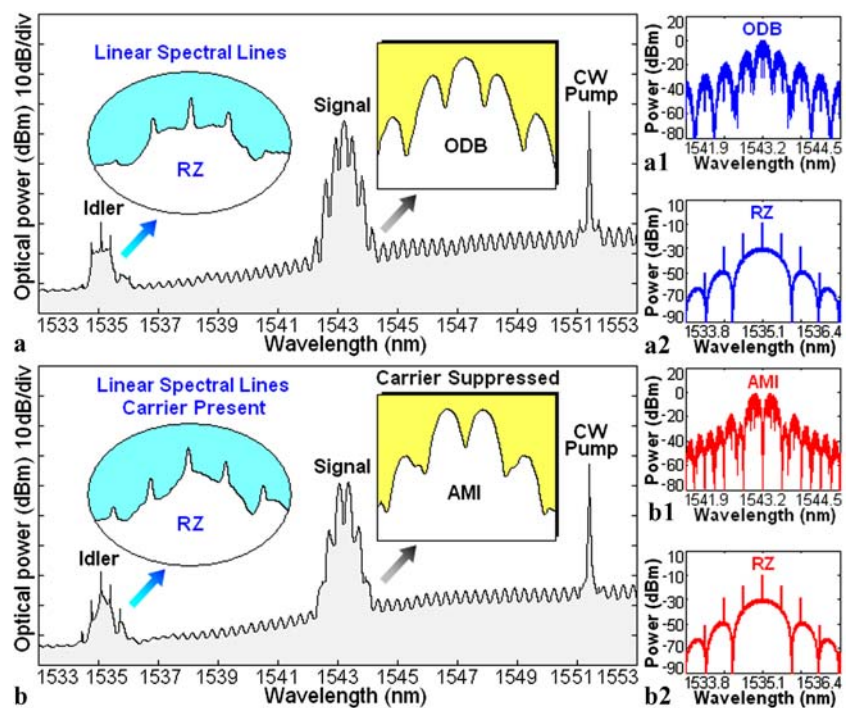 Optical power (dBm) 10dB/div
Linear Spectral Lines
RZ
Idler
Signal
ODB
CW
Pump
1533 1535 1537 1539 1541 1543 1545 1547 1549 1551 1553
Wavelength (nm)
a
Power (dBm)
20
0
-20
-40
-60
-80
ODB
1541.9 1543.2 1544.5
Wavelength (nm)
a1
Power (dBm)
10
-10
-30
-50
-70
-90
RZ
1533.8 1535.1 1536.4
Wavelength (nm)
a2
Optical power (dBm) 10dB/div
Linear Spectral Lines
Carrier Present
RZ
Idler
Signal
Carrier Suppressed
AMI
CW
Pump
1533 1535 1537 1539 1541 1543 1545 1547 1549 1551 1553
Wavelength (nm)
b
Power (dBm)
20
0
-20
-40
-60
-80
AMI
1541.9 1543.2 1544.5
Wavelength (nm)
b1
Power (dBm)
10
-10
-30
-50
-70
-90
RZ
1533.8 1535.1 1536.4
Wavelength (nm)
b2